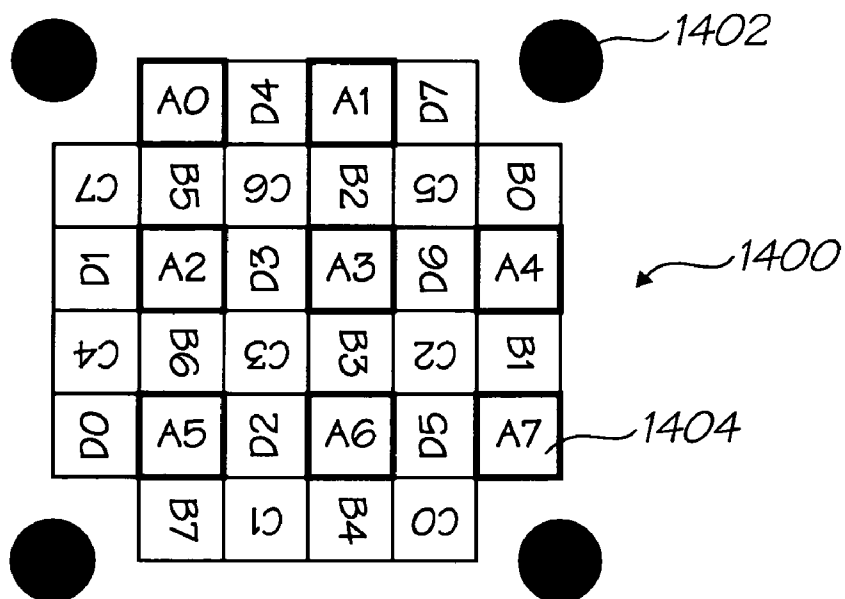 1402
A0 D4 A1 D7
C7 B5 C6 B2 C5 B0
D1 A2 D3 A3 D6 A4
1400
C4 B6 C3 B3 C2 B1
D0 A5 D2 A6 D5 A7
1404
B7 C1 B4 C0